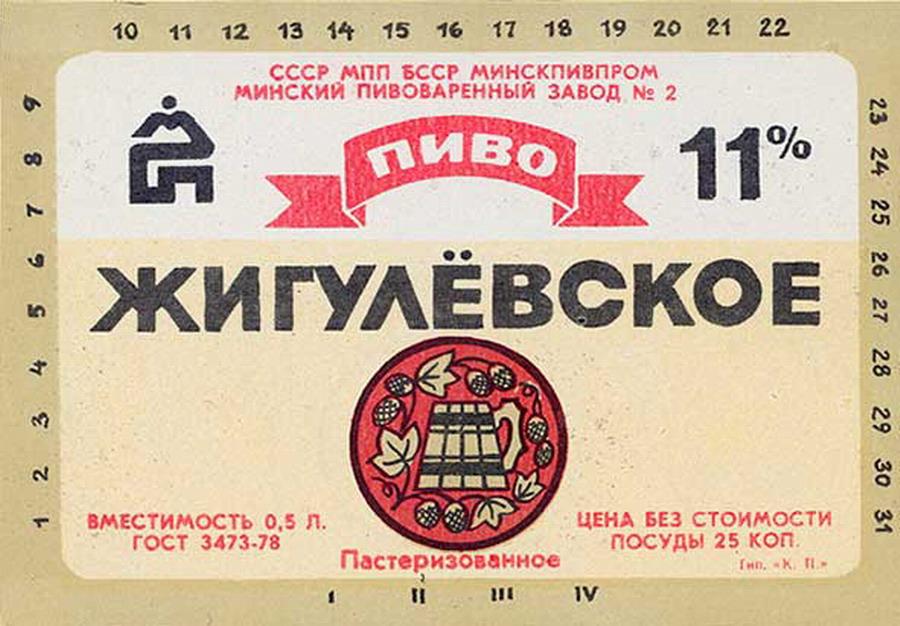 10 11 12 13 14 15 16 17 18 19 20 21 22
СССР МПП БССР МИНСКПИВПРОМ
МИНСКИЙ ПИВОВАРЕННЫЙ ЗАВОД № 2
ПИВО
11%
ЖИГУЛЁВСКОЕ
ВМЕСТИМОСТЬ 0,5 Л.
ГОСТ 3473-78
Пастеризованное
ЦЕНА БЕЗ СТОИМОСТИ
ПОСУДЫ 25 КОП.
Тип. «К. П.»
1 2 3 4 5 6 7 8 9
23 24 25 26 27 28 29 30 31
I II III IV